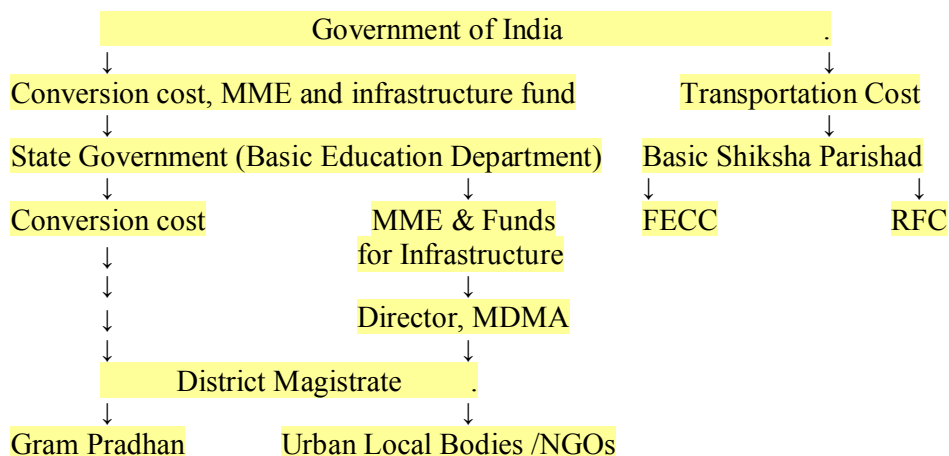 Government of India .
↓ ↓
Conversion cost, MME and infrastructure fund Transportation Cost
↓ ↓
State Government (Basic Education Department) Basic Shiksha Parishad
↓ ↓ ↓ ↓
Conversion cost MME & Funds FECC RFC
↓ for Infrastructure
↓ ↓
↓ Director, MDMA
↓ ↓
District Magistrate .
↓ ↓
Gram Pradhan Urban Local Bodies /NGOs